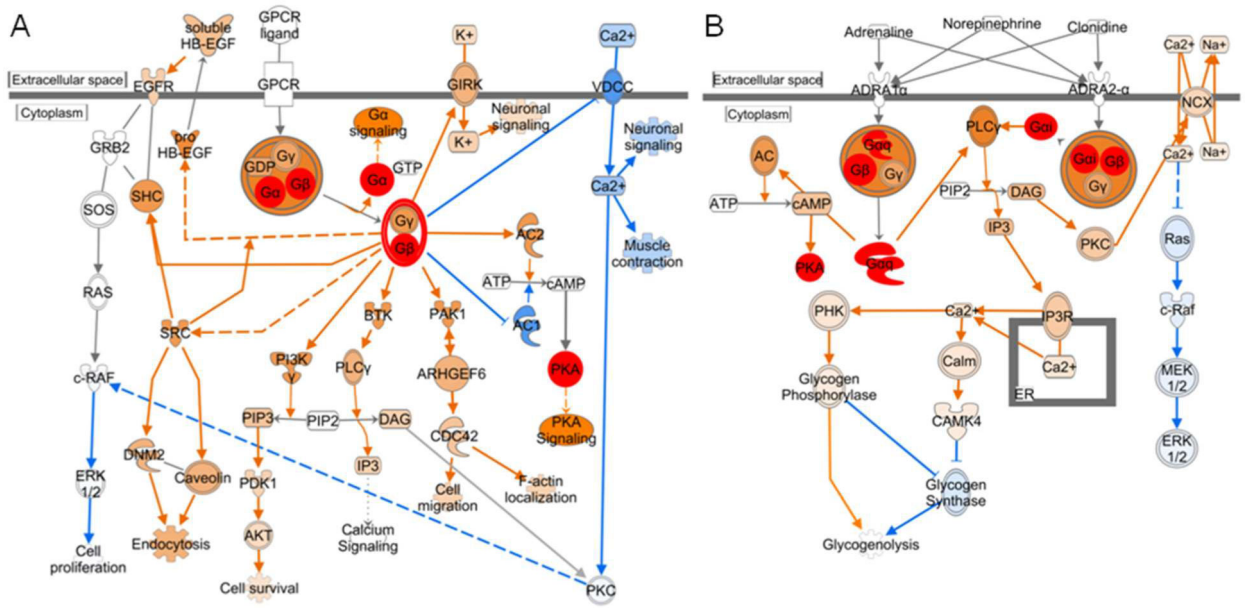 A
soluble
HB-EGF
GPCR
ligand
K+
Ca2+
Extracellular space
EGFR
GPCR
GIRK
VDCC
Cytoplasm
Gα
signaling
Neuronal
signaling
Neuronal
signaling
GRB2
pro
HB-EGF
K+
GDP
Gγ
Gα
Gβ
Gα
GTP
Ca2+
SHC
SOS
Gγ
Gβ
AC2
Muscle
contraction
ATP
cAMP
RAS
BTK
PAK1
AC1
SRC
PI3K
γ
PLCγ
ARHGEF6
PKA
c-RAF
PIP3
PIP2
DAG
CDC42
PKA
Signaling
DNM2
Caveolin
IP3
ERK
1/2
PDK1
Cell
migration
F-actin
localization
AKT
Calcium
Signaling
Endocytosis
Cell
proliferation
Cell survival
PKC
B
Adrenaline
Norepinephrine
Clonidine
Ca2+
Na+
Extracellular space
ADRA1α
ADRA2-α
NCX
Cytoplasm
PLCγ
Gαi
AC
Gαq
Gβ
Gγ
Gαi
Gβ
Gγ
Ca2+
Na+
ATP
cAMP
PIP2
DAG
IP3
PKC
Ras
PKA
Gαq
PHK
Ca2+
IP3R
c-Raf
Calm
Ca2+
ER
Glycogen
Phosphorylase
MEK
1/2
CAMK4
ERK
1/2
Glycogen
Synthase
Glycogenolysis